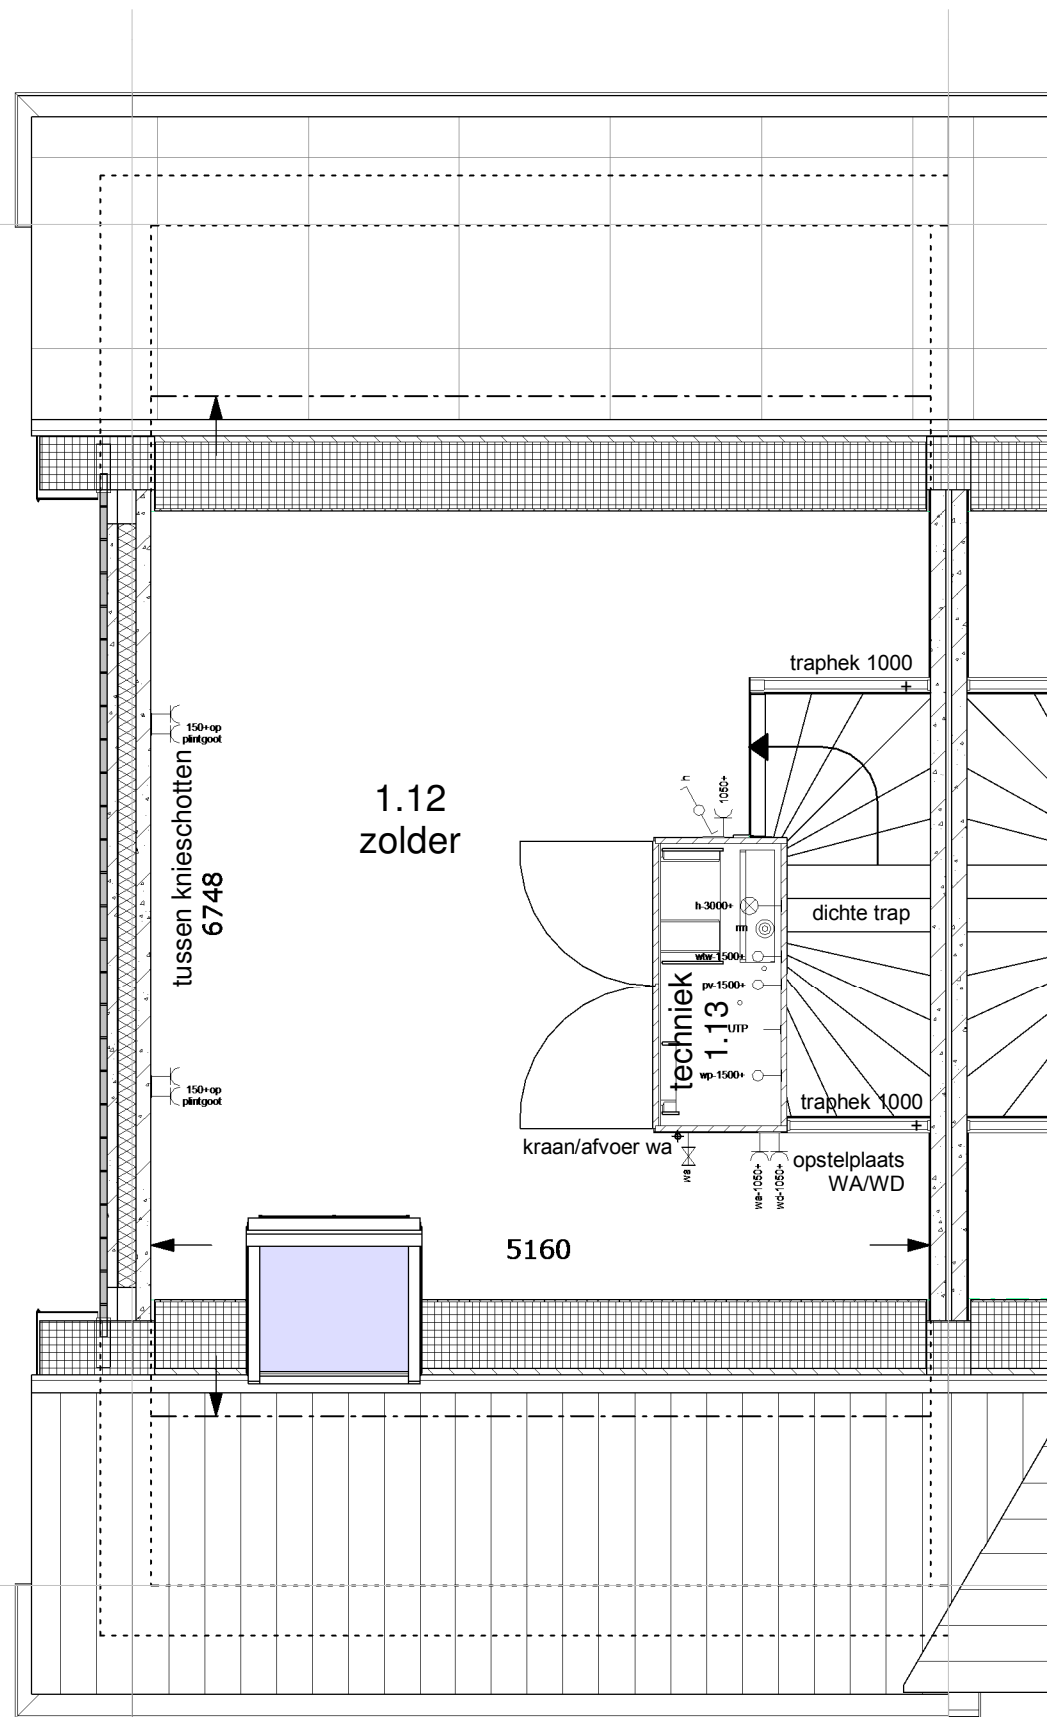 traphek 1000
150+op
plintgoot
tussen knieschotten
6748
1.12
zolder
h
1050+
h-3000+
rm
wtw-1500+
pv-1500+
UTP
wp-1500+
techniek
1.13
dichte trap
150+op
plintgoot
traphek 1000
kraan/afvoer wa
wa
wa-1050+
wd-1050+
opstelplaats
WA/WD
5160